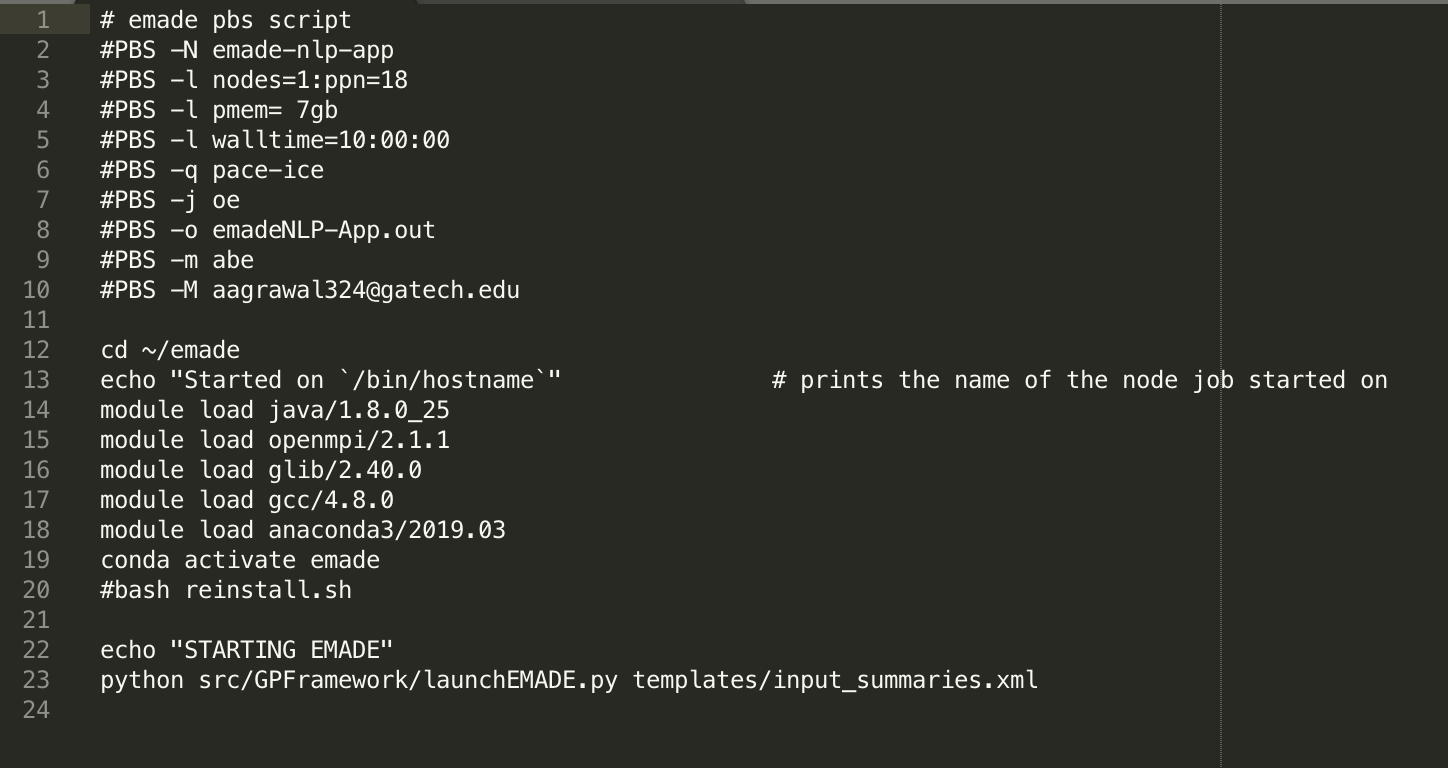 1 # emade pbs script
2 #PBS -N emade-nlp-app
3 #PBS -l nodes=1:ppn=18
4 #PBS -l pmem= 7gb
5 #PBS -l walltime=10:00:00
6 #PBS -q pace-ice
7 #PBS -j oe
8 #PBS -o emadeNLP-App.out
9 #PBS -m abe
10 #PBS -M aagrawal324@gatech.edu
11
12 cd ~/emade
13 echo "Started on `/bin/hostname`"               # prints the name of the node job started on
14 module load java/1.8.0_25
15 module load openmpi/2.1.1
16 module load glib/2.40.0
17 module load gcc/4.8.0
18 module load anaconda3/2019.03
19 conda activate emade
20 #bash reinstall.sh
21
22 echo "STARTING EMADE"
23 python src/GPFramework/launchEMADE.py templates/input_summaries.xml
24